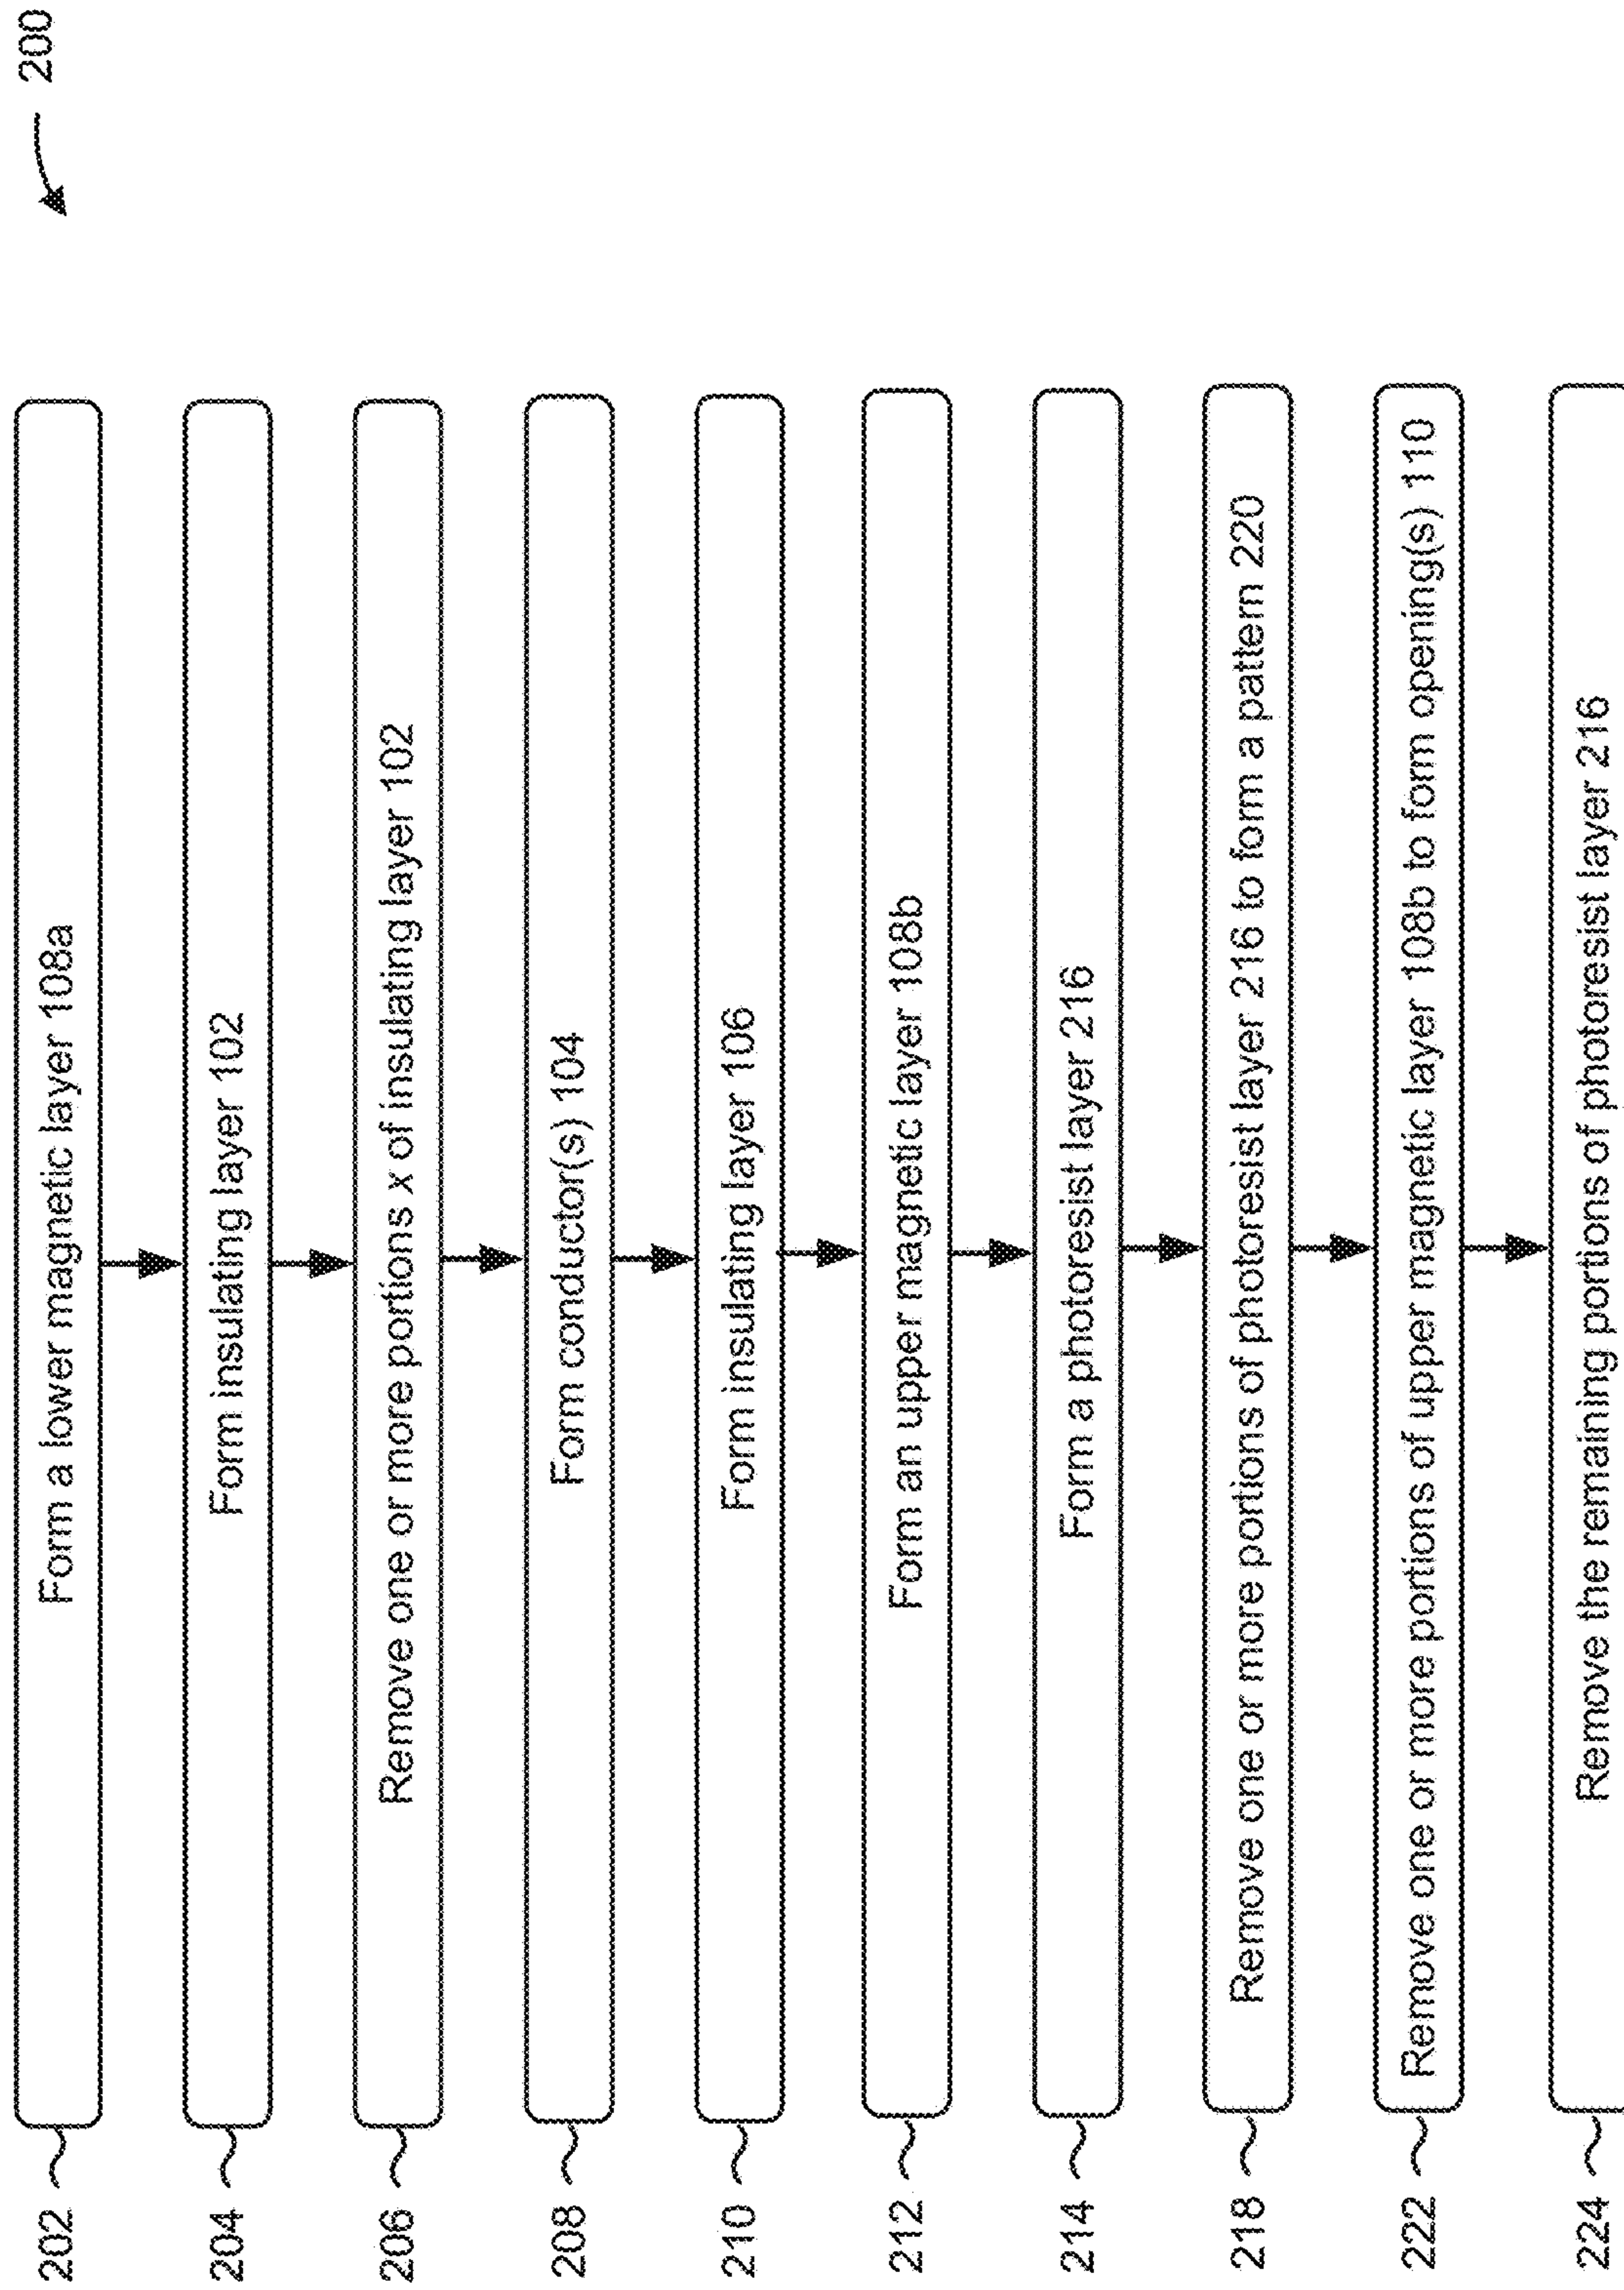 200
202 Form a lower magnetic layer 108a
204 Form insulating layer 102
206 Remove one or more portions x of insulating layer 102
208 Form conductor(s) 104
210 Form insulating layer 106
212 Form an upper magnetic layer 108b
214 Form a photoresist layer 216
218 Remove one or more portions of photoresist layer 216 to form a pattern 220
222 Remove one or more portions of upper magnetic layer 108b to form opening(s) 110
224 Remove the remaining portions of photoresist layer 216